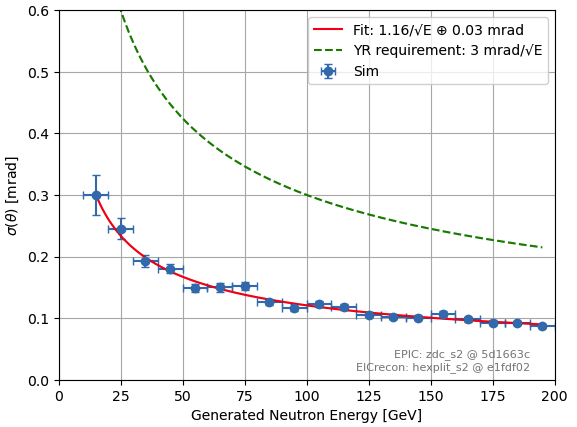 0.6
0.5
0.4
0.3
0.2
0.1
0.0
σ(θ) [mrad]
Fit: 1.16/√E ⊕ 0.03 mrad
YR requirement: 3 mrad/√E
Sim
EPIC: zdc_s2 @ 5d1663c
EICrecon: hexplit_s2 @ e1fdf02
0 25 50 75 100 125 150 175 200
Generated Neutron Energy [GeV]